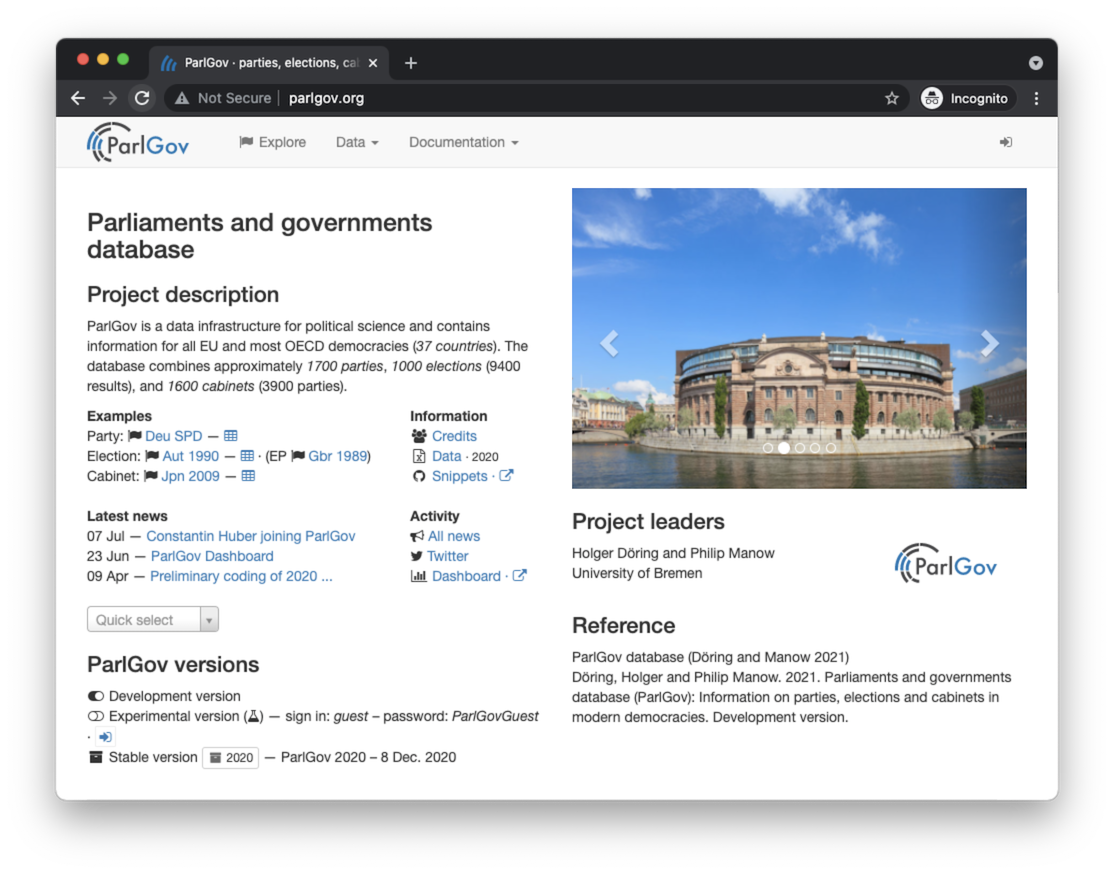 ParlGov · parties, elections, cal
Not Secure | parlgov.org
Incognito
ParlGov
Explore
Data
Documentation
Parliaments and governments
database
Project description
ParlGov is a data infrastructure for political science and contains
information for all EU and most OECD democracies (37 countries). The
database combines approximately 1700 parties, 1000 elections (9400
results), and 1600 cabinets (3900 parties).
Examples
Party: Deu SPD —
Election: Aut 1990 — · (EP Gbr 1989)
Cabinet: Jpn 2009 —
Information
Credits
Data · 2020
Snippets ·
Latest news
07 Jul — Constantin Huber joining ParlGov
23 Jun — ParlGov Dashboard
09 Apr — Preliminary coding of 2020 ...
Activity
All news
Twitter
Dashboard ·
Quick select
ParlGov versions
Development version
Experimental version ( ) — sign in: guest – password: ParlGovGuest
·
Stable version 2020 — ParlGov 2020 – 8 Dec. 2020
Project leaders
Holger Döring and Philip Manow
University of Bremen
ParlGov
Reference
ParlGov database (Döring and Manow 2021)
Döring, Holger and Philip Manow. 2021. Parliaments and governments
database (ParlGov): Information on parties, elections and cabinets in
modern democracies. Development version.